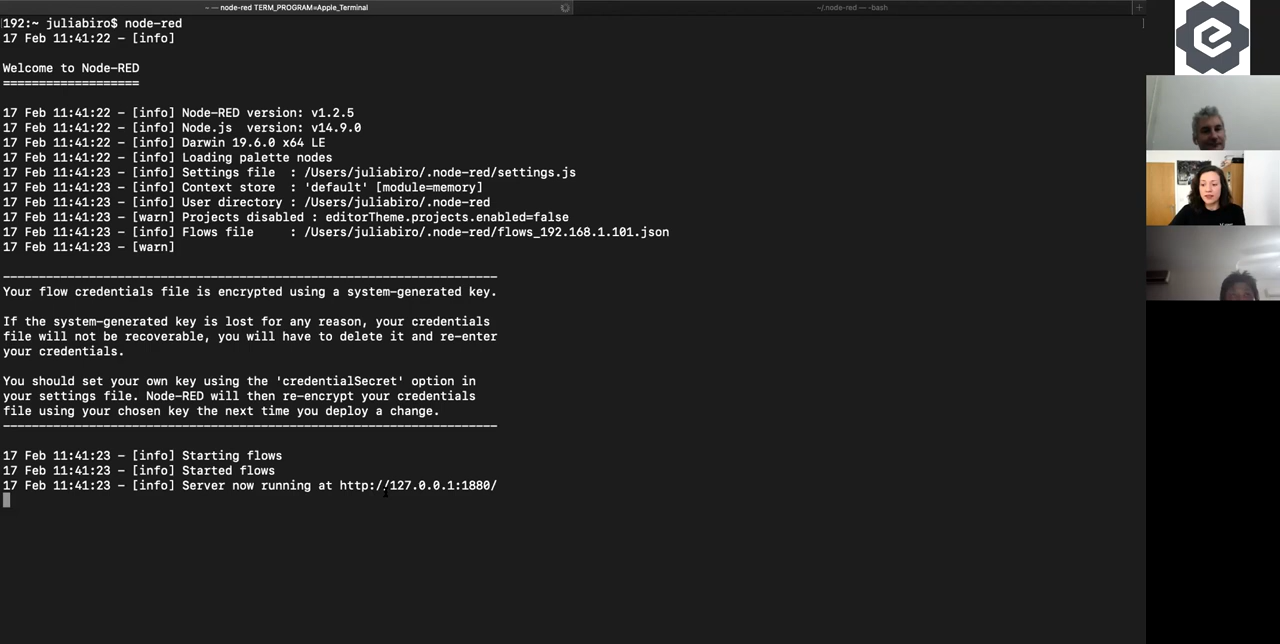 ~ — node-red TERM_PROGRAM=Apple_Terminal
~/.node-red — -bash
192:~ juliabiro$ node-red
17 Feb 11:41:22 - [info]
Welcome to Node-RED
===================
17 Feb 11:41:22 - [info] Node-RED version: v1.2.5
17 Feb 11:41:22 - [info] Node.js  version: v14.9.0
17 Feb 11:41:22 - [info] Darwin 19.6.0 x64 LE
17 Feb 11:41:22 - [info] Loading palette nodes
17 Feb 11:41:23 - [info] Settings file  : /Users/juliabiro/.node-red/settings.js
17 Feb 11:41:23 - [info] Context store  : 'default' [module=memory]
17 Feb 11:41:23 - [info] User directory : /Users/juliabiro/.node-red
17 Feb 11:41:23 - [warn] Projects disabled : editorTheme.projects.enabled=false
17 Feb 11:41:23 - [info] Flows file     : /Users/juliabiro/.node-red/flows_192.168.1.101.json
17 Feb 11:41:23 - [warn]
---------------------------------------------------------------------
Your flow credentials file is encrypted using a system-generated key.
If the system-generated key is lost for any reason, your credentials
file will not be recoverable, you will have to delete it and re-enter
your credentials.
You should set your own key using the 'credentialSecret' option in
your settings file. Node-RED will then re-encrypt your credentials
file using your chosen key the next time you deploy a change.
---------------------------------------------------------------------
17 Feb 11:41:23 - [info] Starting flows
17 Feb 11:41:23 - [info] Started flows
17 Feb 11:41:23 - [info] Server now running at http://127.0.0.1:1880/